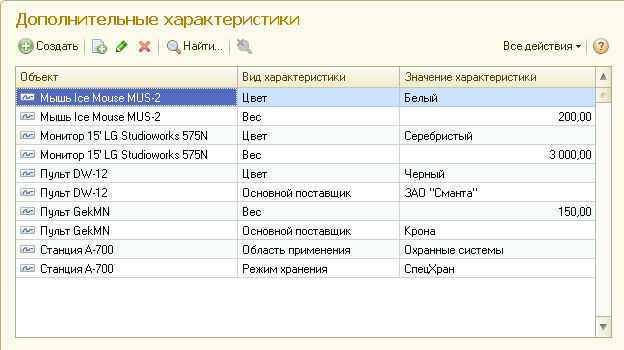 Дополнительные характеристики
Создать Найти... Все действия
Объект Вид характеристики Значение характеристики
Мышь Ice Mouse MUS-2 Цвет Белый
Мышь Ice Mouse MUS-2 Вес 200,00
Монитор 15' LG Studioworks 575N Цвет Серебристый
Монитор 15' LG Studioworks 575N Вес 3 000,00
Пульт DW-12 Цвет Черный
Пульт DW-12 Основной поставщик ЗАО "Сманта"
Пульт GekMN Вес 150,00
Пульт GekMN Основной поставщик Крона
Станция А-700 Область применения Охранные системы
Станция А-700 Режим хранения СпецХран